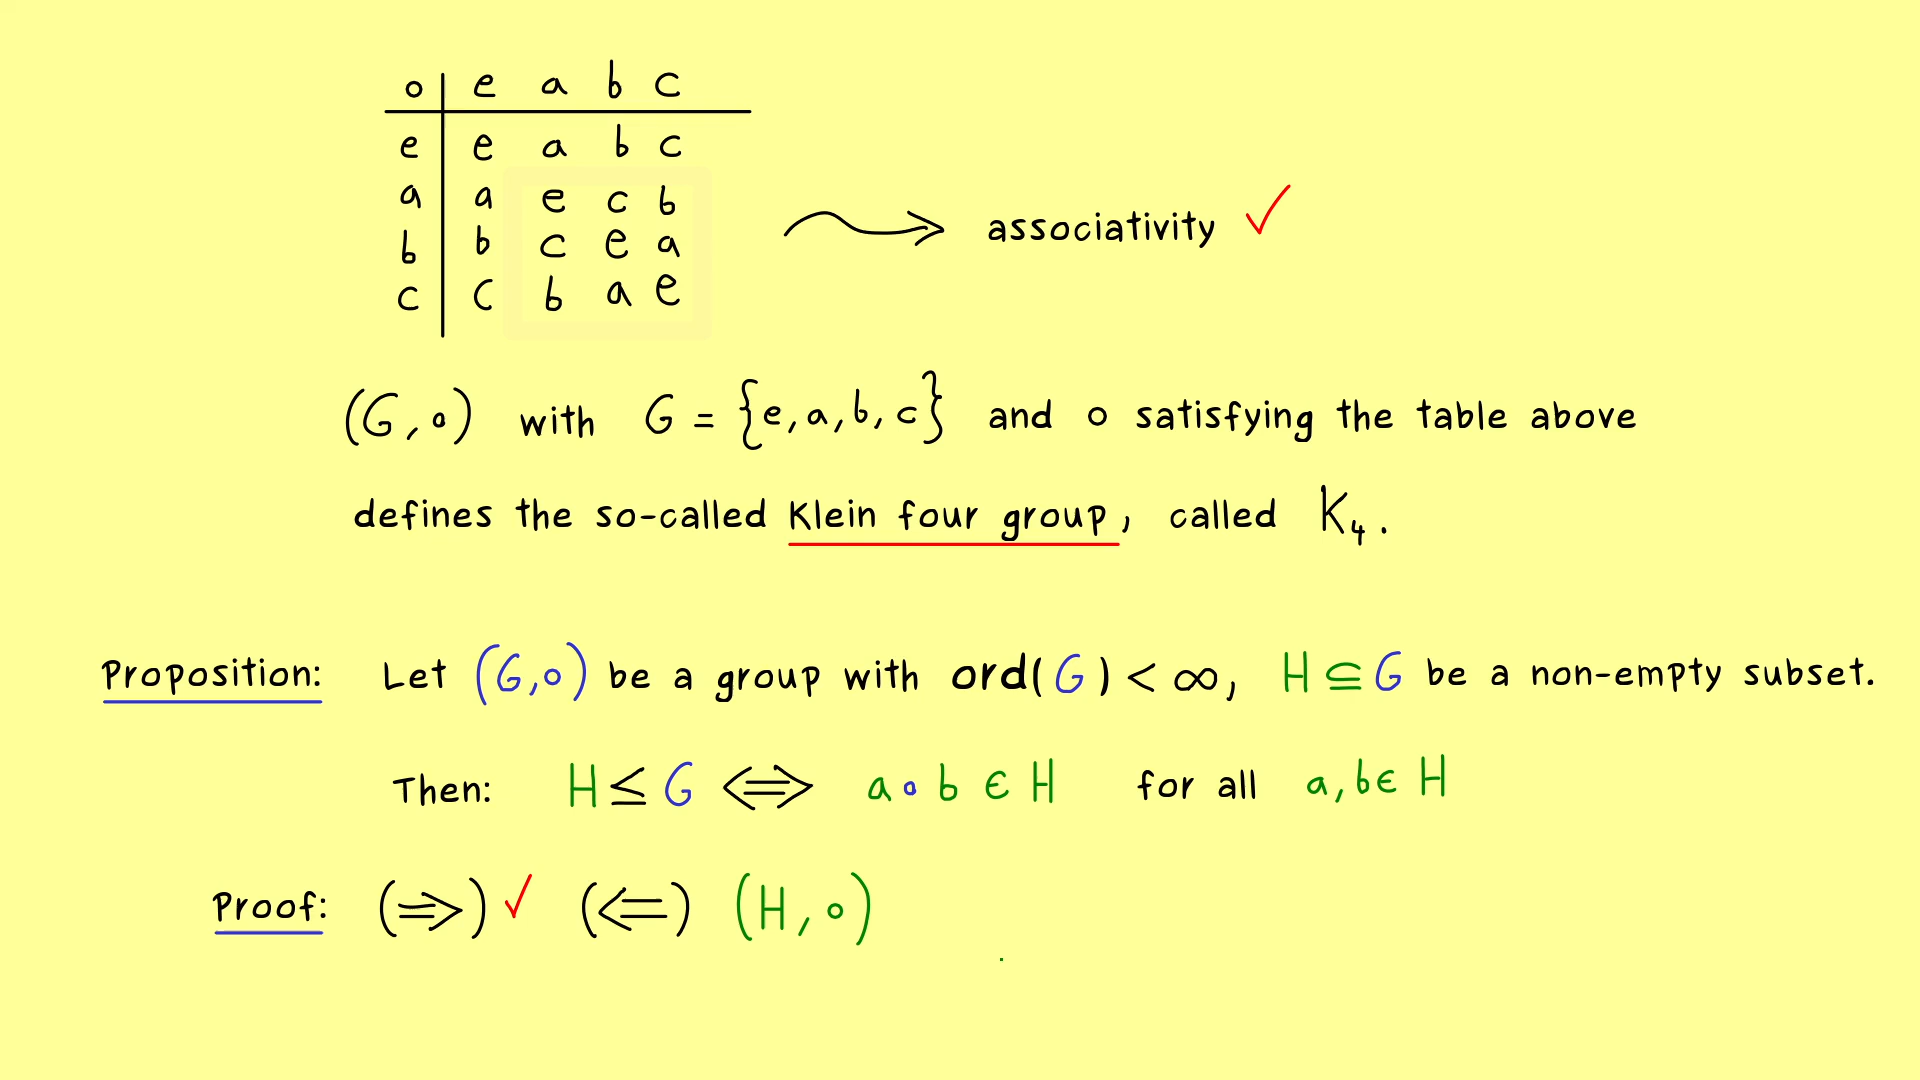 o e a b c
e e a b c
a a e c b
b b c e a
c c b a e
associativity ✓
(G, ∘) with G = {e, a, b, c} and ∘ satisfying the table above
defines the so-called Klein four group, called K₄.
Proposition: Let (G, ∘) be a group with ord(G) < ∞, H ⊆ G be a non-empty subset.
Then: H ≤ G ⟺ a ∘ b ∈ H for all a, b ∈ H
Proof: (⇒) ✓ (⇐) (H, ∘)